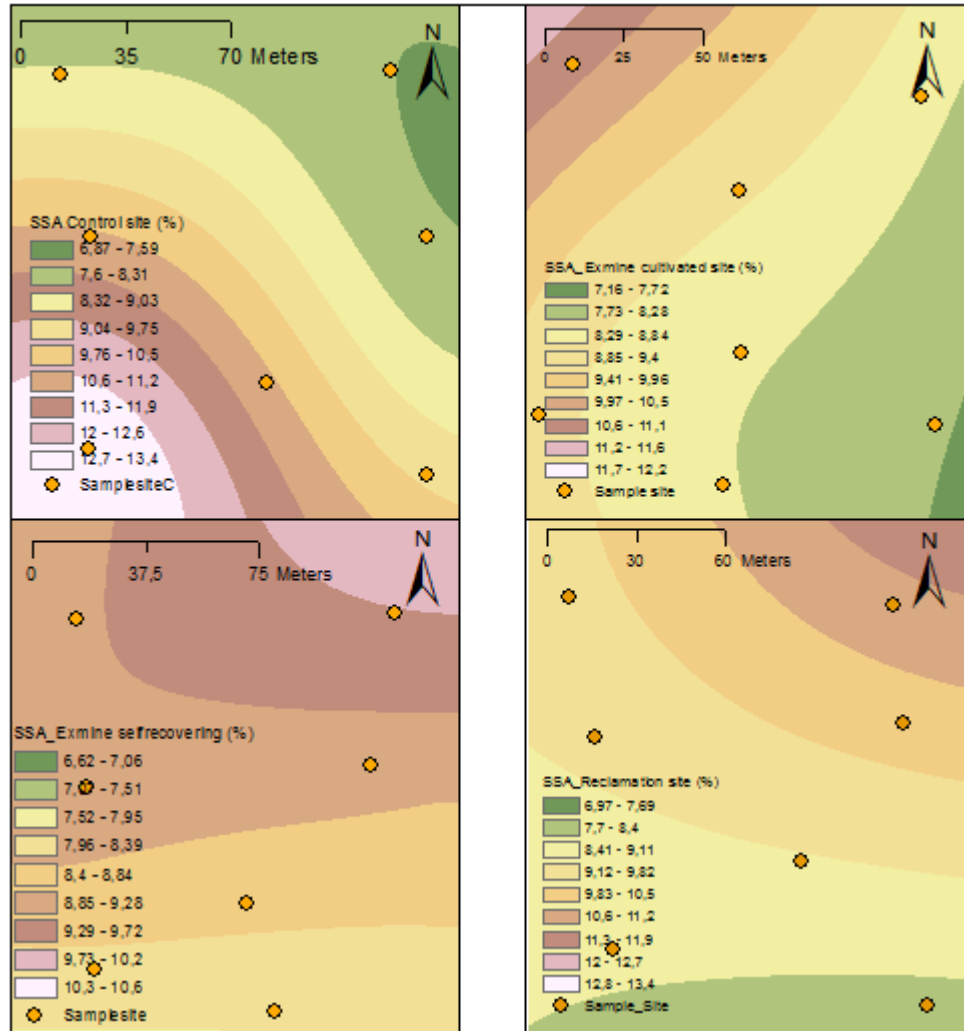 N
0 35 70 Meters
SSA Control site (%)
6,87 - 7,59
7,6 - 8,31
8,32 - 9,03
9,04 - 9,75
9,76 - 10,5
10,6 - 11,2
11,3 - 11,9
12 - 12,6
12,7 - 13,4
SamplesiteC
N
0 25 50 Meters
SSA_Exmine cultivated site (%)
7,16 - 7,72
7,73 - 8,28
8,29 - 8,84
8,85 - 9,4
9,41 - 9,96
9,97 - 10,5
10,6 - 11,1
11,2 - 11,6
11,7 - 12,2
Sample site
N
0 37,5 75 Meters
SSA_Exmine selfrecovering (%)
6,62 - 7,06
- 7,51
7,52 - 7,95
7,96 - 8,39
8,4 - 8,84
8,85 - 9,28
9,29 - 9,72
9,73 - 10,2
10,3 - 10,6
Samplesite
N
0 30 60 Meters
SSA_Reclamation site (%)
6,97 - 7,69
7,7 - 8,4
8,41 - 9,11
9,12 - 9,82
9,83 - 10,5
10,6 - 11,2
11,3 - 11,9
12 - 12,7
12,8 - 13,4
Sample_Site